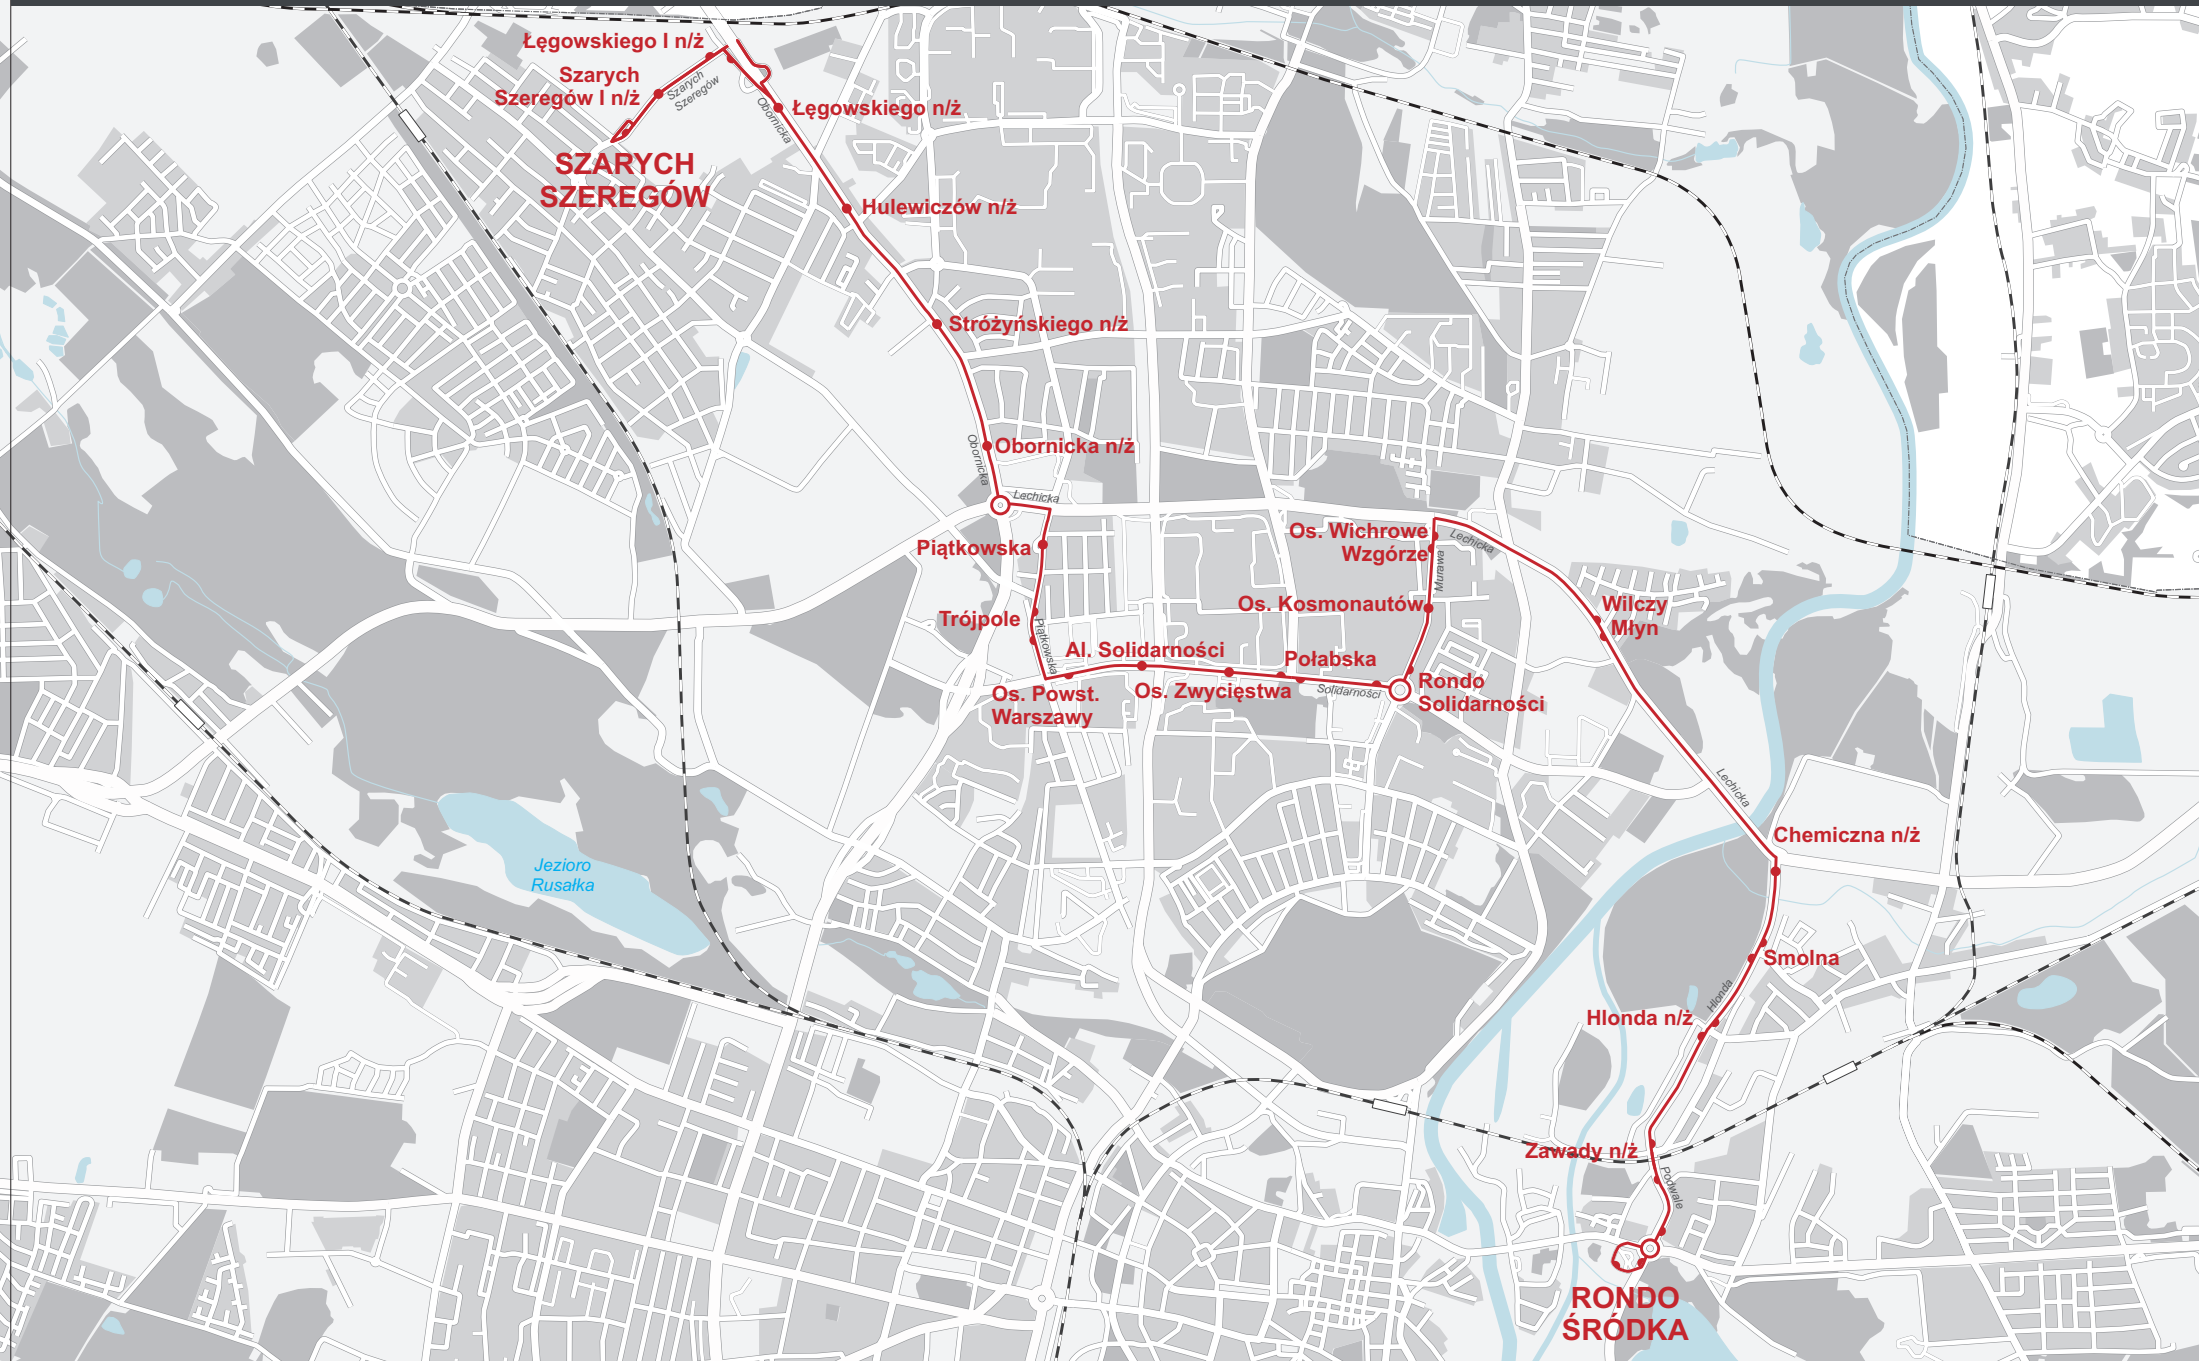 Łęgowskiego I n/ż
Szarych
Szeregów I n/ż
Szarych
Szeregów
Obornicka
Łęgowskiego n/ż
SZARYCH
SZEREGÓW
Hulewiczów n/ż
Stróżyńskiego n/ż
Obornicka
Obornicka n/ż
Lechicka
Piątkowska
Trójpole
Piątkowska
Os. Powst.
Warszawy
Al. Solidarności
Os. Zwycięstwa
Połabska
Solidarności
Rondo
Solidarności
Os. Kosmonautów
Murawa
Os. Wichrowe
Wzgórze
Lechicka
Wilczy
Młyn
Lechicka
Chemiczna n/ż
Smolna
Hlonda
Hlonda n/ż
Zawady n/ż
Podwale
RONDO
ŚRÓDKA
Jezioro
Rusałka